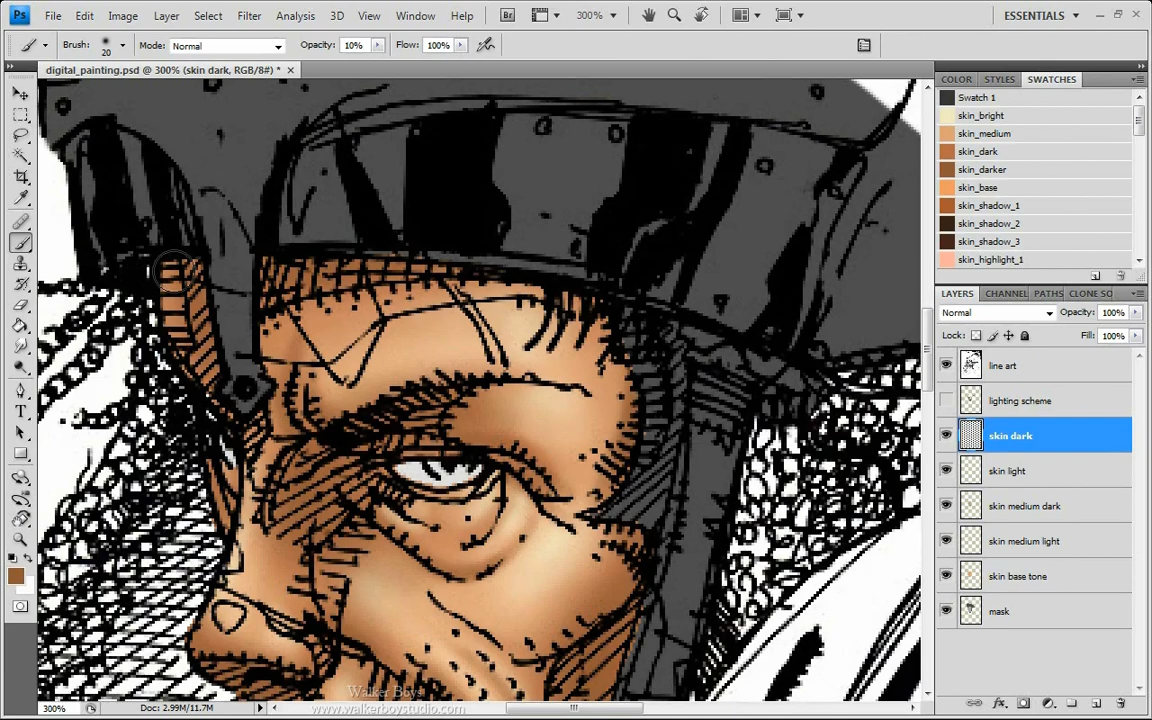 Ps File Edit Image Layer Select Filter Analysis 3D View Window Help Br 300% ESSENTIALS
Brush: 20 Mode: Normal Opacity: 10% Flow: 100%
digital_painting.psd @ 300% (skin dark, RGB/8#) *
COLOR STYLES SWATCHES
Swatch 1
skin_bright
skin_medium
skin_dark
skin_darker
skin_base
skin_shadow_1
skin_shadow_2
skin_shadow_3
skin_highlight_1
LAYERS CHANNEL PATHS CLONE SO
Normal Opacity: 100%
Lock: Fill: 100%
line art
lighting scheme
skin dark
skin light
skin medium dark
skin medium light
skin base tone
mask
Walker Boys
www.walkerboystudio.com
300% Doc: 2.99M/11.7M